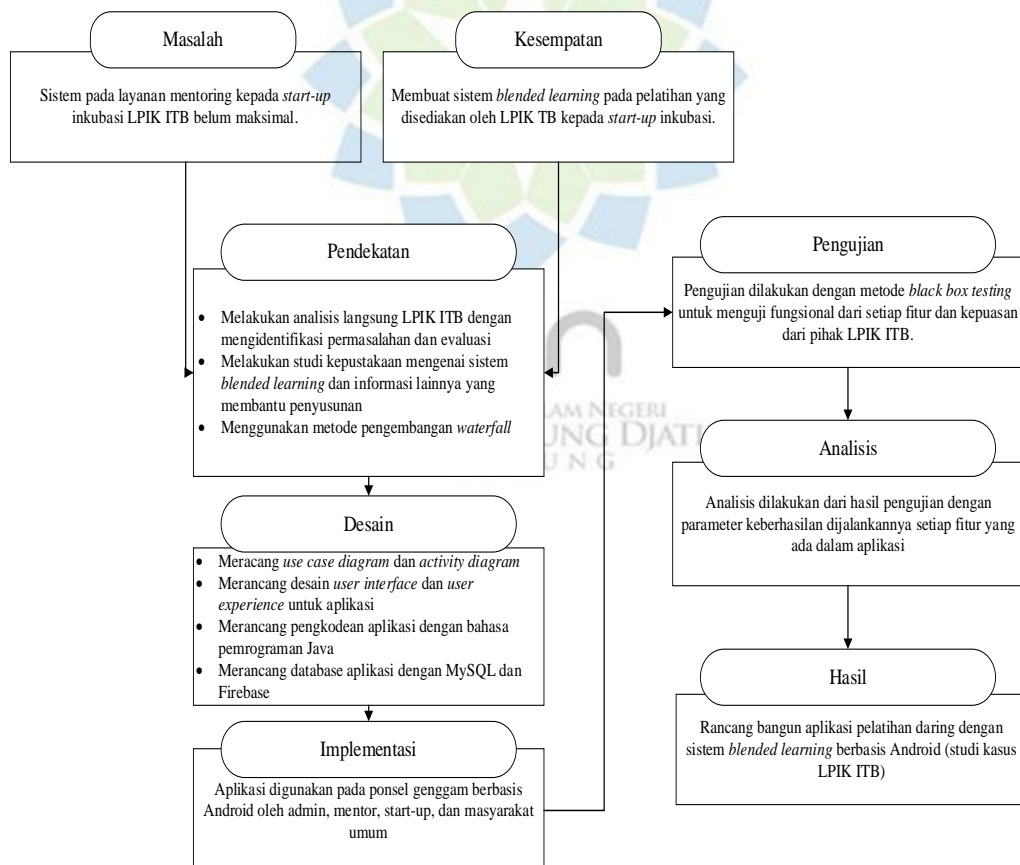 Masalah
Sistem pada layanan mentoring kepada start-up
inkubasi LPIK ITB belum maksimal.
Kesempatan
Membuat sistem blended learning pada pelatihan yang
disediakan oleh LPIK TB kepada start-up inkubasi.
Pendekatan
• Melakukan analisis langsung LPIK ITB dengan
mengidentifikasi permasalahan dan evaluasi
• Melakukan studi kepustakaan mengenai sistem
blended learning dan informasi lainnya yang
membantu penyusunan
• Menggunakan metode pengembangan waterfall
Desain
• Meracang use case diagram dan activity diagram
• Merancang desain user interface dan user
experience untuk aplikasi
• Merancang pengkodean aplikasi dengan bahasa
pemrograman Java
• Merancang database aplikasi dengan MySQL dan
Firebase
Implementasi
Aplikasi digunakan pada ponsel genggam berbasis
Android oleh admin, mentor, start-up, dan masyarakat
umum
Pengujian
Pengujian dilakukan dengan metode black box testing
untuk menguji fungsional dari setiap fitur dan kepuasan
dari pihak LPIK ITB.
Analisis
Analisis dilakukan dari hasil pengujian dengan
parameter keberhasilan dijalankannya setiap fitur yang
ada dalam aplikasi
Hasil
Rancang bangun aplikasi pelatihan daring dengan
sistem blended learning berbasis Android (studi kasus
LPIK ITB)
LAM NEGERI
UNG DJATI
UNG